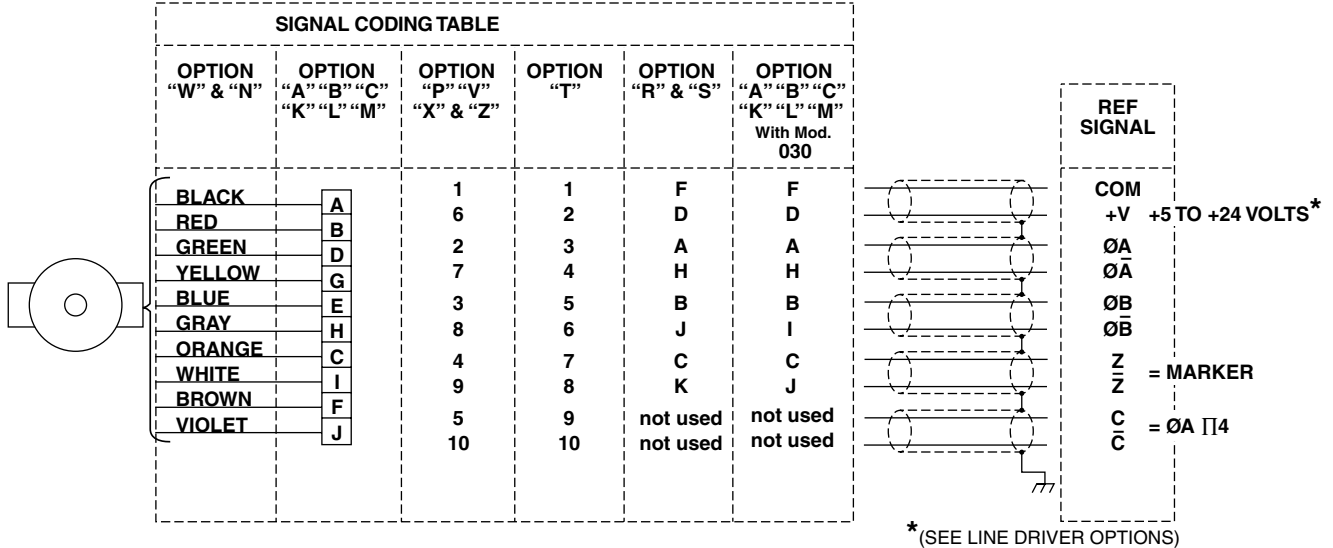 SIGNAL CODING TABLE
OPTION “W” & “N”
OPTION “A” “B” “C” “K” “L” “M”
OPTION “P” “V” “X” & “Z”
OPTION “T”
OPTION “R” & “S”
OPTION “A” “B” “C” “K” “L” “M” With Mod. 030
REF SIGNAL
BLACK A 1 1 F F COM
RED B 6 2 D D +V +5 TO +24 VOLTS*
GREEN D 2 3 A A ØA
YELLOW G 7 4 H H ØA̅
BLUE E 3 5 B B ØB
GRAY H 8 6 J I ØB̅
ORANGE C 4 7 C C Z
WHITE I 9 8 K J Z̅
= MARKER
BROWN F 5 9 not used not used C
VIOLET J 10 10 not used not used C̅
= ØA ∏4
*(SEE LINE DRIVER OPTIONS)